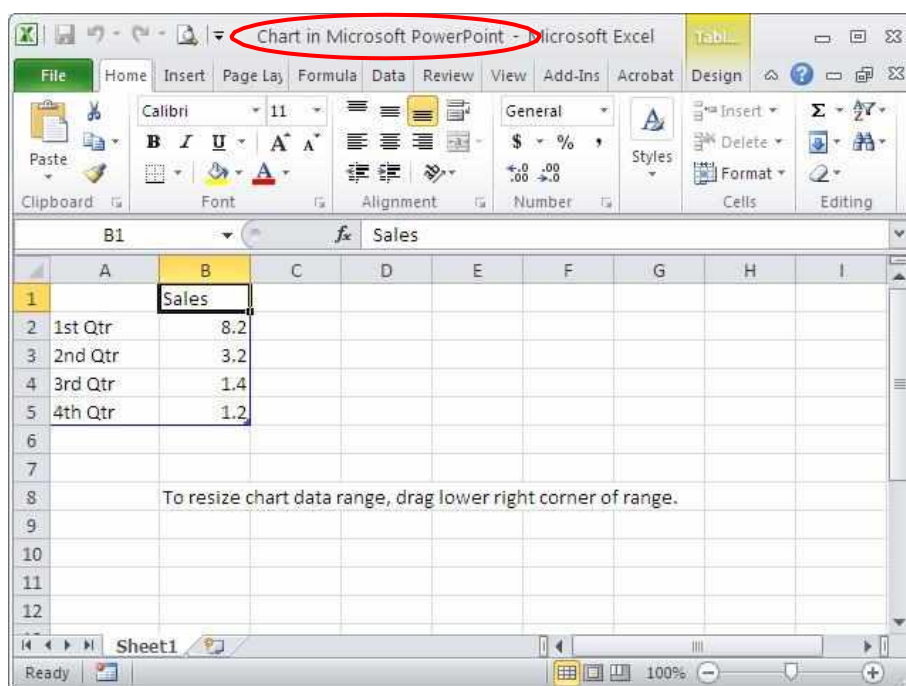 Chart in Microsoft PowerPoint - Microsoft Excel
File Home Insert Page Lay Formula Data Review View Add-Ins Acrobat Design
Calibri 11 General Insert
B I U A A $ % , Delete
Paste Styles Format
Clipboard Font Alignment Number Cells Editing
B1 fx Sales
A B C D E F G H I
1 Sales
2 1st Qtr 8.2
3 2nd Qtr 3.2
4 3rd Qtr 1.4
5 4th Qtr 1.2
6
7
8 To resize chart data range, drag lower right corner of range.
9
10
11
12
Sheet1
Ready 100%